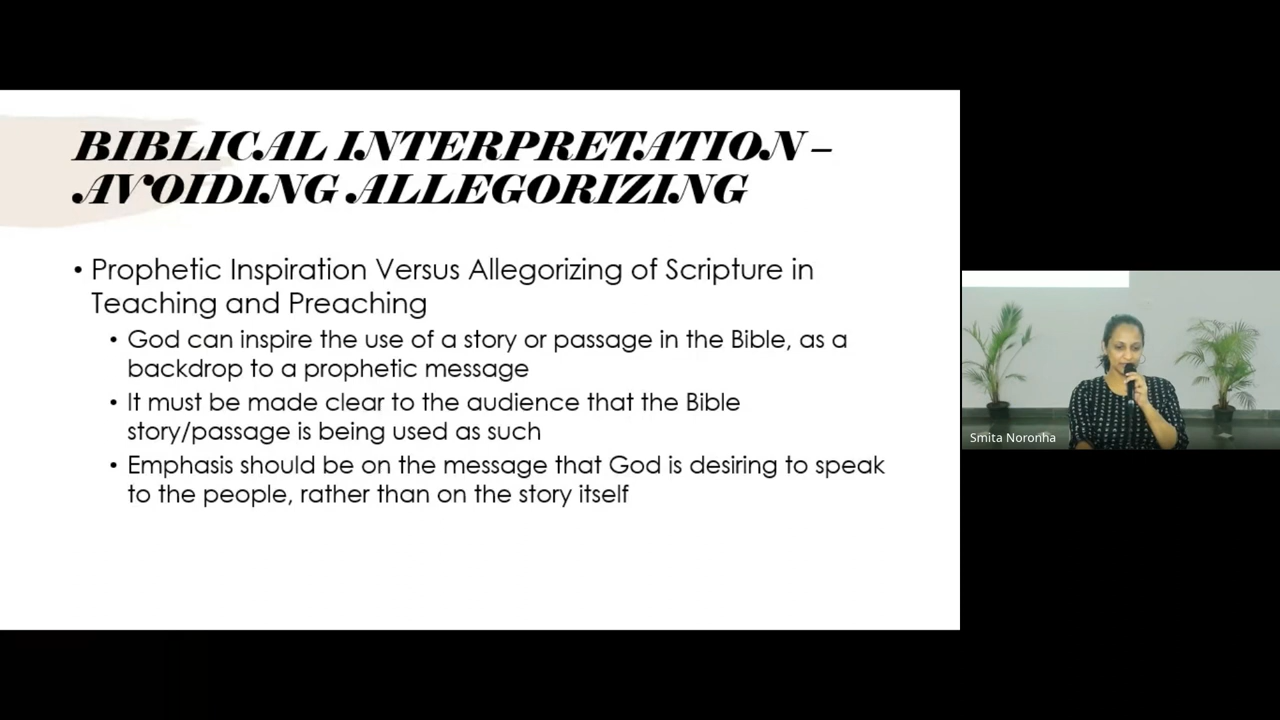 BIBLICAL INTERPRETATION –
AVOIDING ALLEGORIZING
• Prophetic Inspiration Versus Allegorizing of Scripture in
Teaching and Preaching
• God can inspire the use of a story or passage in the Bible, as a
backdrop to a prophetic message
• It must be made clear to the audience that the Bible
story/passage is being used as such
• Emphasis should be on the message that God is desiring to speak
to the people, rather than on the story itself
Smita Noronha